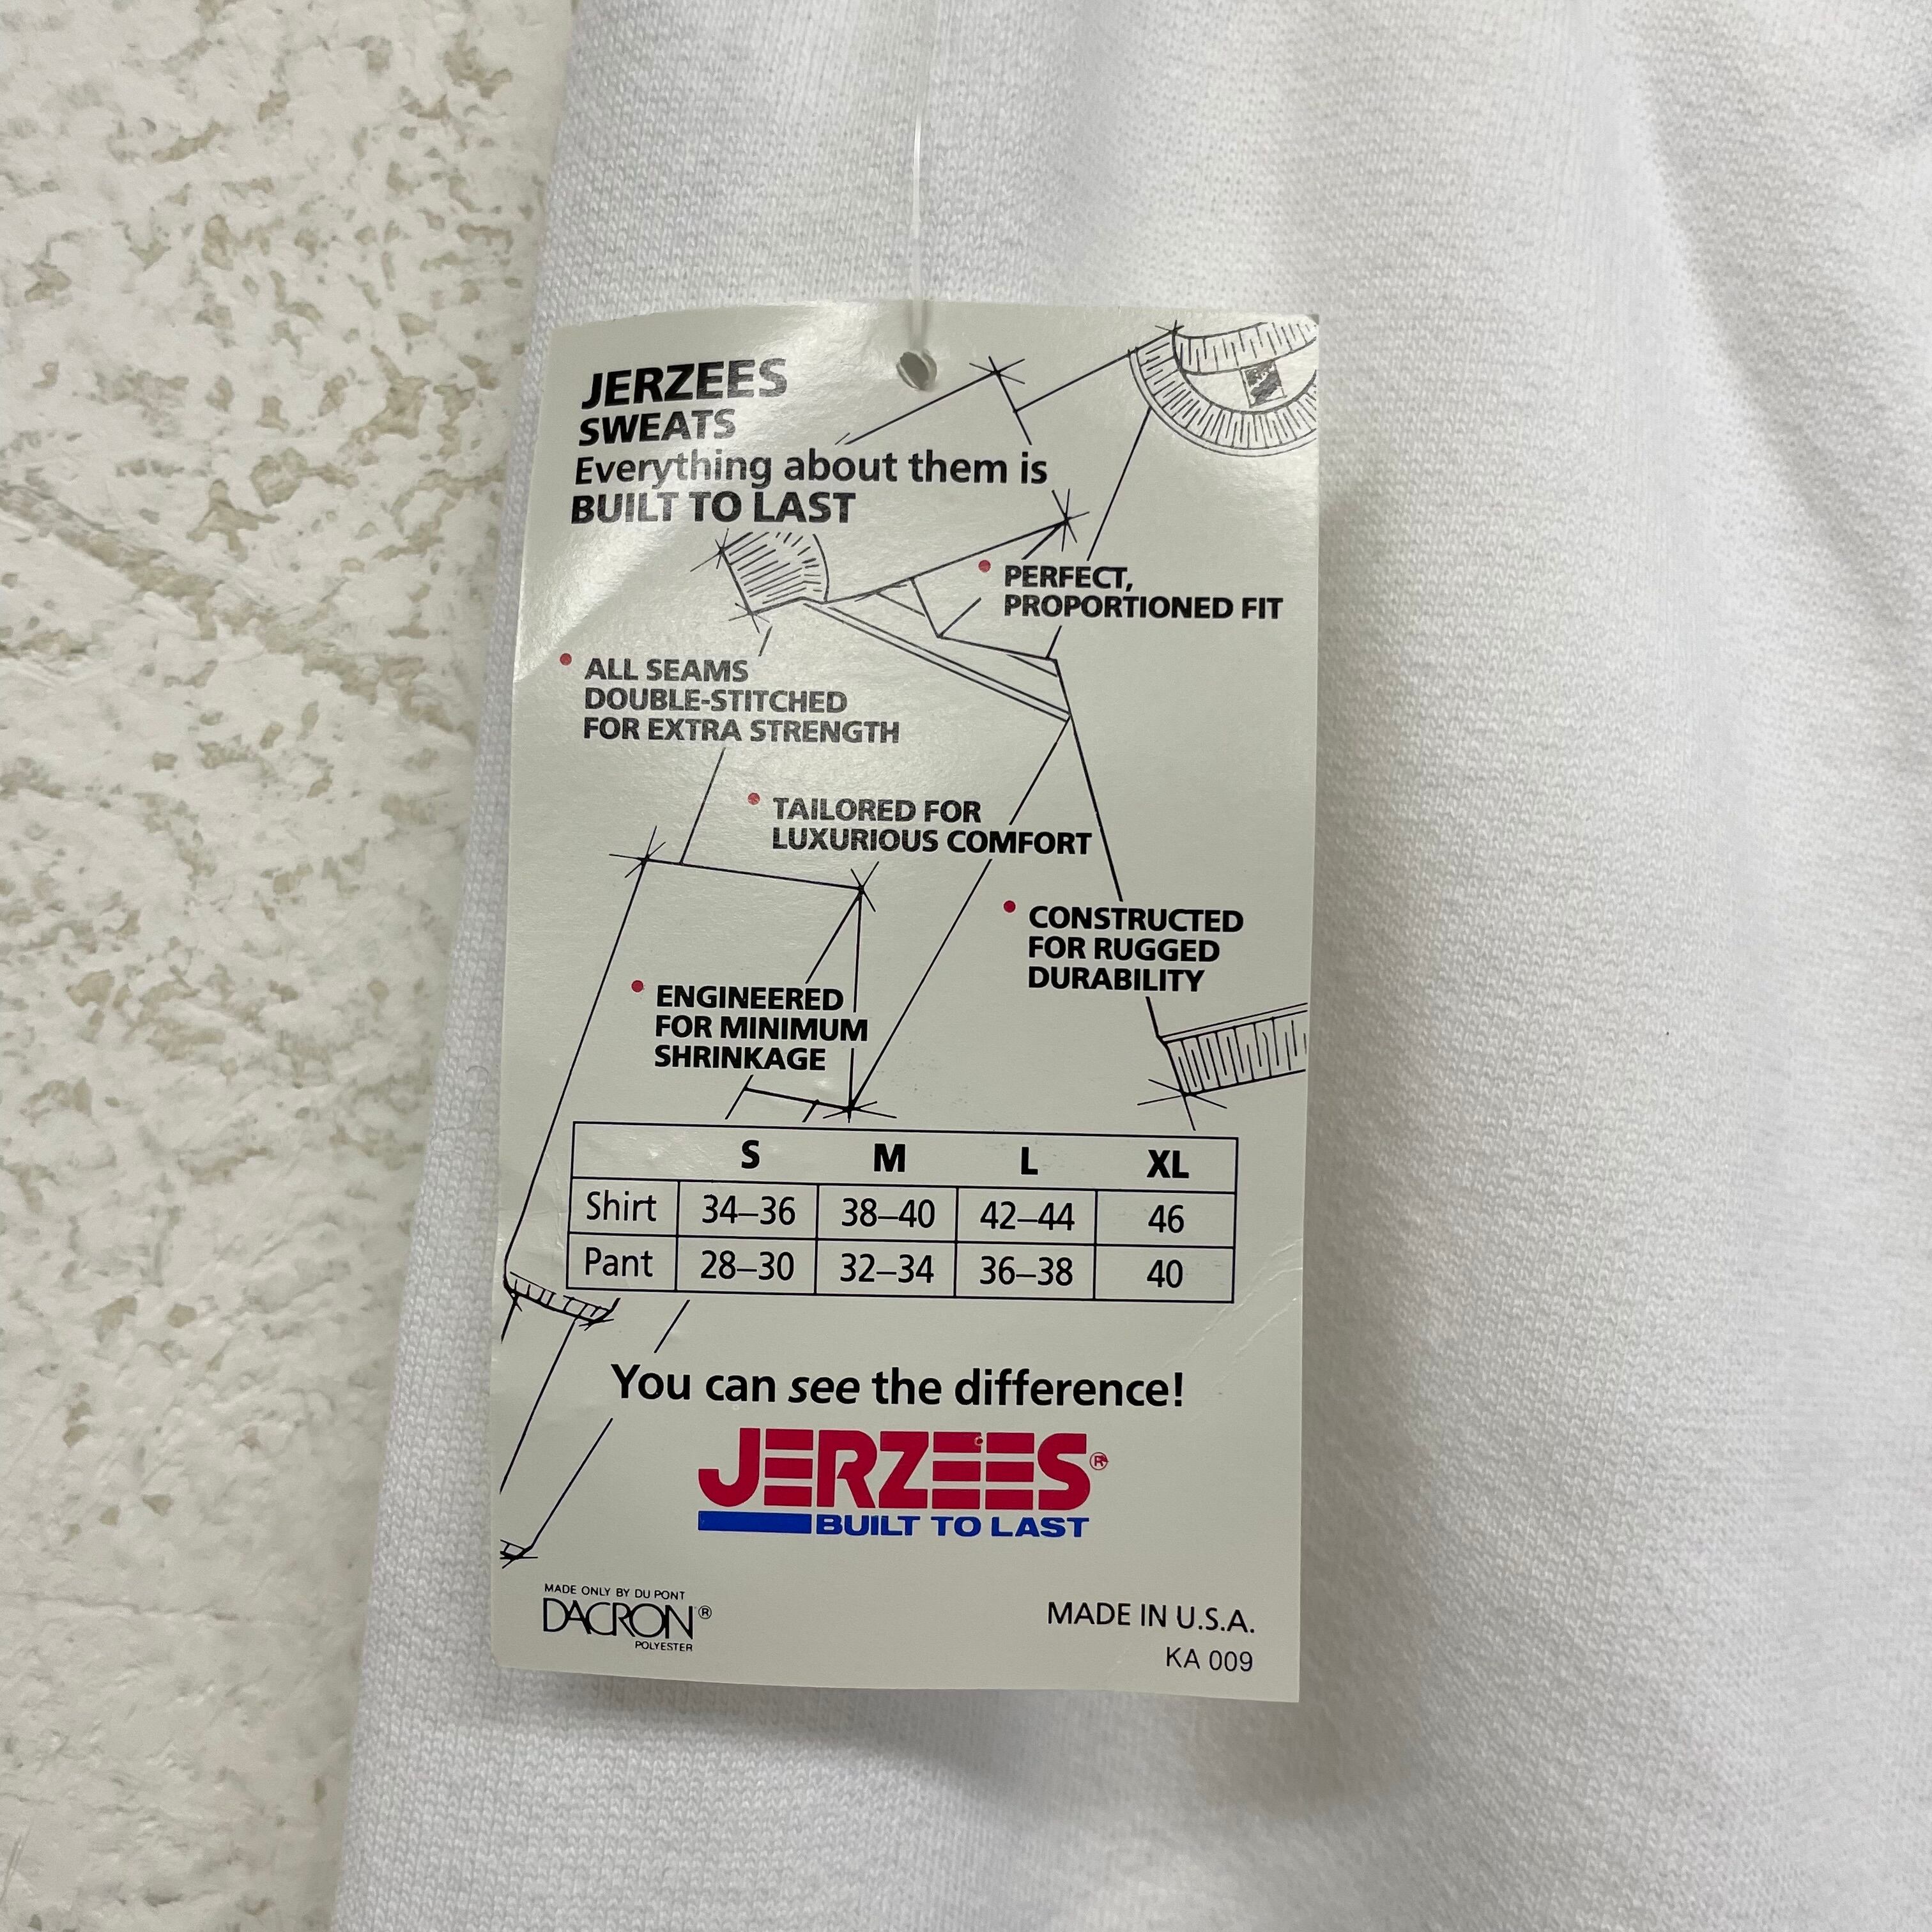 JERZEES
SWEATS
Everything about them is
BUILT TO LAST
• PERFECT,
PROPORTIONED FIT
• ALL SEAMS
DOUBLE-STITCHED
FOR EXTRA STRENGTH
• TAILORED FOR
LUXURIOUS COMFORT
• CONSTRUCTED
FOR RUGGED
DURABILITY
• ENGINEERED
FOR MINIMUM
SHRINKAGE
S M L XL
Shirt 34–36 38–40 42–44 46
Pant 28–30 32–34 36–38 40
You can see the difference!
JERZEES®
BUILT TO LAST
MADE ONLY BY DU PONT
DACRON®
POLYESTER
MADE IN U.S.A.
KA 009